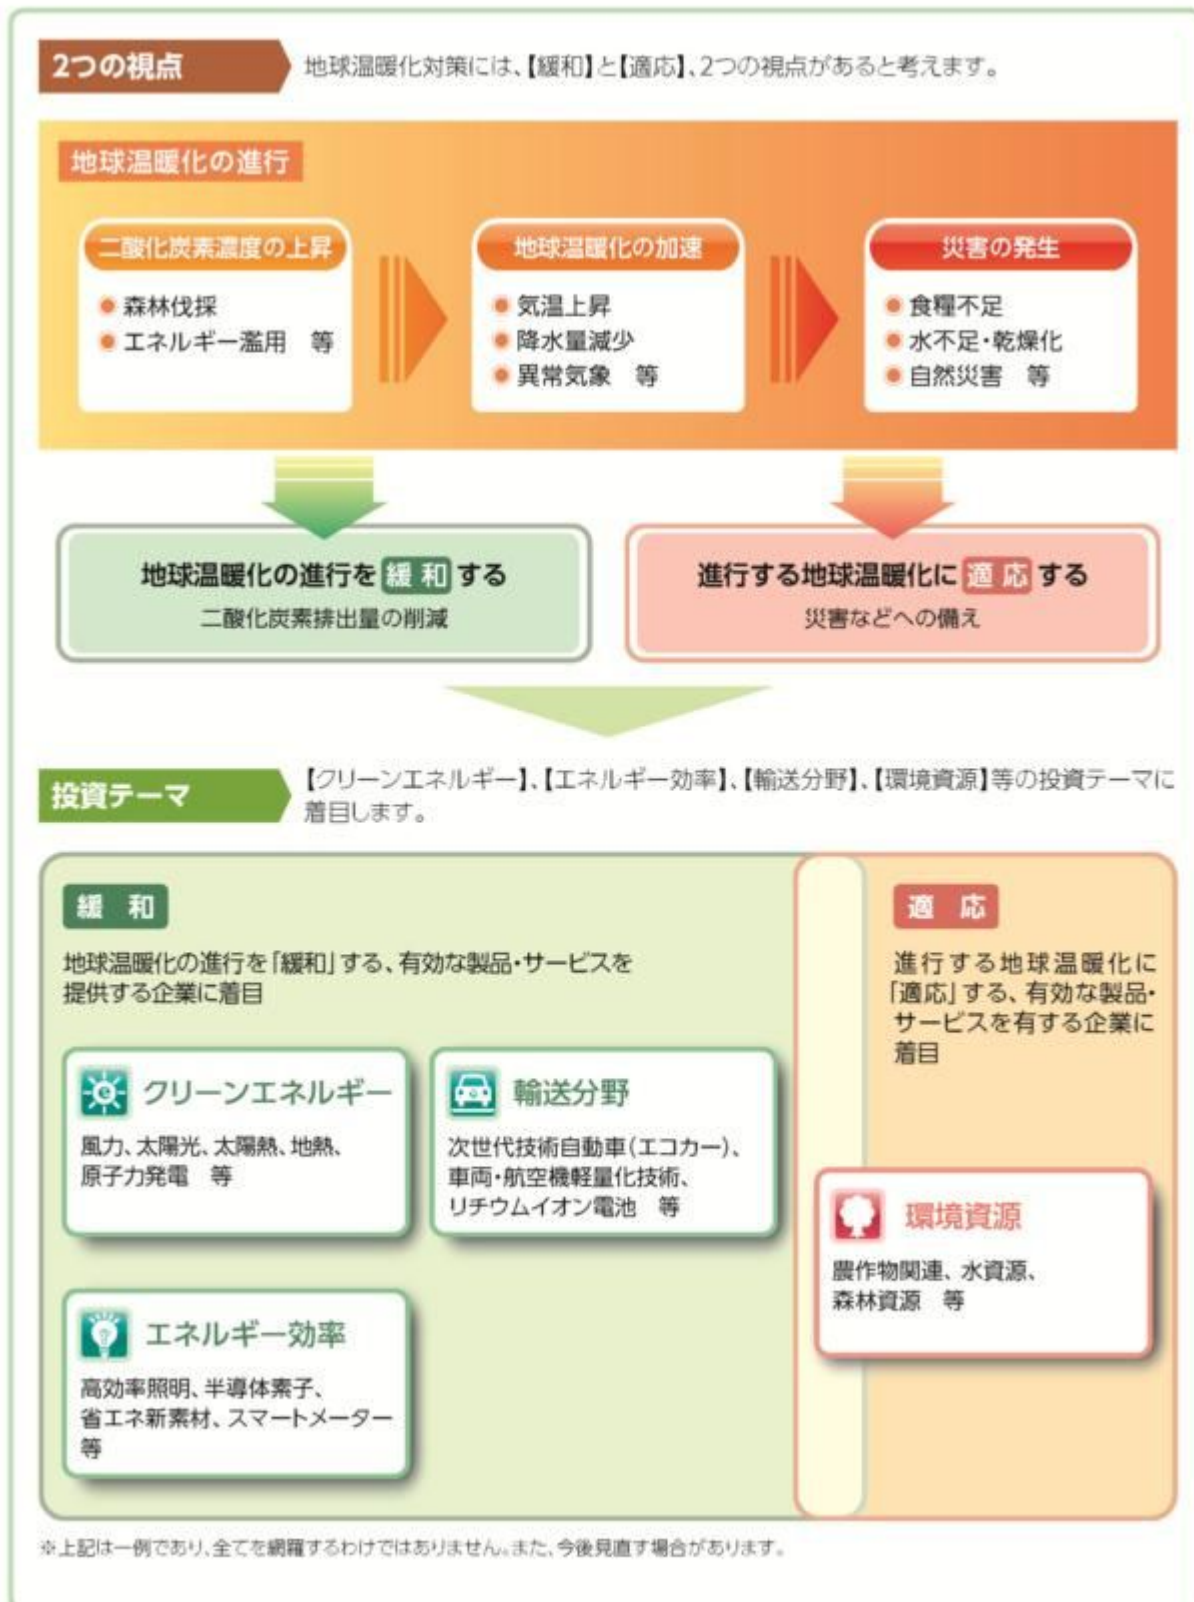 2つの視点
地球温暖化対策には、【緩和】と【適応】、2つの視点があると考えます。
地球温暖化の進行
二酸化炭素濃度の上昇
● 森林伐採
● エネルギー濫用　等
地球温暖化の加速
● 気温上昇
● 降水量減少
● 異常気象　等
災害の発生
● 食糧不足
● 水不足・乾燥化
● 自然災害　等
地球温暖化の進行を 緩和 する
二酸化炭素排出量の削減
進行する地球温暖化に 適応 する
災害などへの備え
投資テーマ
【クリーンエネルギー】、【エネルギー効率】、【輸送分野】、【環境資源】等の投資テーマに
着目します。
緩和
地球温暖化の進行を「緩和」する、有効な製品・サービスを
提供する企業に着目
クリーンエネルギー
風力、太陽光、太陽熱、地熱、
原子力発電　等
輸送分野
次世代技術自動車(エコカー)、
車両・航空機軽量化技術、
リチウムイオン電池　等
エネルギー効率
高効率照明、半導体素子、
省エネ新素材、スマートメーター
等
適応
進行する地球温暖化に
「適応」する、有効な製品・
サービスを有する企業に
着目
環境資源
農作物関連、水資源、
森林資源　等
※上記は一例であり、全てを網羅するわけではありません。また、今後見直す場合があります。